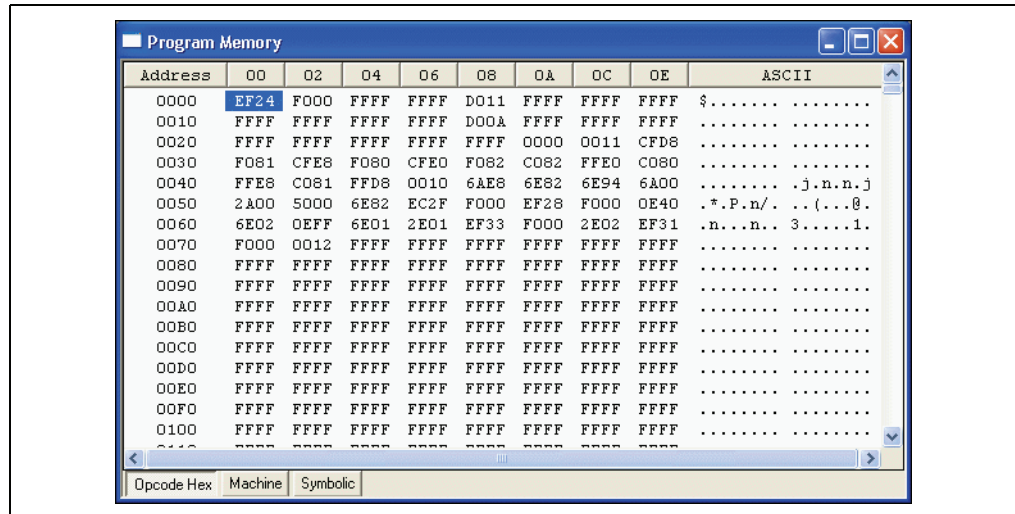 Program Memory
Address 00 02 04 06 08 0A 0C 0E ASCII
0000 EF24 F000 FFFF FFFF D011 FFFF FFFF FFFF $....... ........
0010 FFFF FFFF FFFF FFFF D00A FFFF FFFF FFFF ........ ........
0020 FFFF FFFF FFFF FFFF FFFF 0000 0011 CFD8 ........ ........
0030 F081 CFE8 F080 CFE0 F082 C082 FFE0 C080 ........ ........
0040 FFE8 C081 FFD8 0010 6AE8 6E82 6E94 6A00 ........ .j.n.n.j
0050 2A00 5000 6E82 EC2F F000 EF28 F000 0E40 .*.P.n/. ..(...@.
0060 6E02 0EFF 6E01 2E01 EF33 F000 2E02 EF31 .n...n.. 3.....1.
0070 F000 0012 FFFF FFFF FFFF FFFF FFFF FFFF ........ ........
0080 FFFF FFFF FFFF FFFF FFFF FFFF FFFF FFFF ........ ........
0090 FFFF FFFF FFFF FFFF FFFF FFFF FFFF FFFF ........ ........
00A0 FFFF FFFF FFFF FFFF FFFF FFFF FFFF FFFF ........ ........
00B0 FFFF FFFF FFFF FFFF FFFF FFFF FFFF FFFF ........ ........
00C0 FFFF FFFF FFFF FFFF FFFF FFFF FFFF FFFF ........ ........
00D0 FFFF FFFF FFFF FFFF FFFF FFFF FFFF FFFF ........ ........
00E0 FFFF FFFF FFFF FFFF FFFF FFFF FFFF FFFF ........ ........
00F0 FFFF FFFF FFFF FFFF FFFF FFFF FFFF FFFF ........ ........
0100 FFFF FFFF FFFF FFFF FFFF FFFF FFFF FFFF ........ ........
Opcode Hex Machine Symbolic